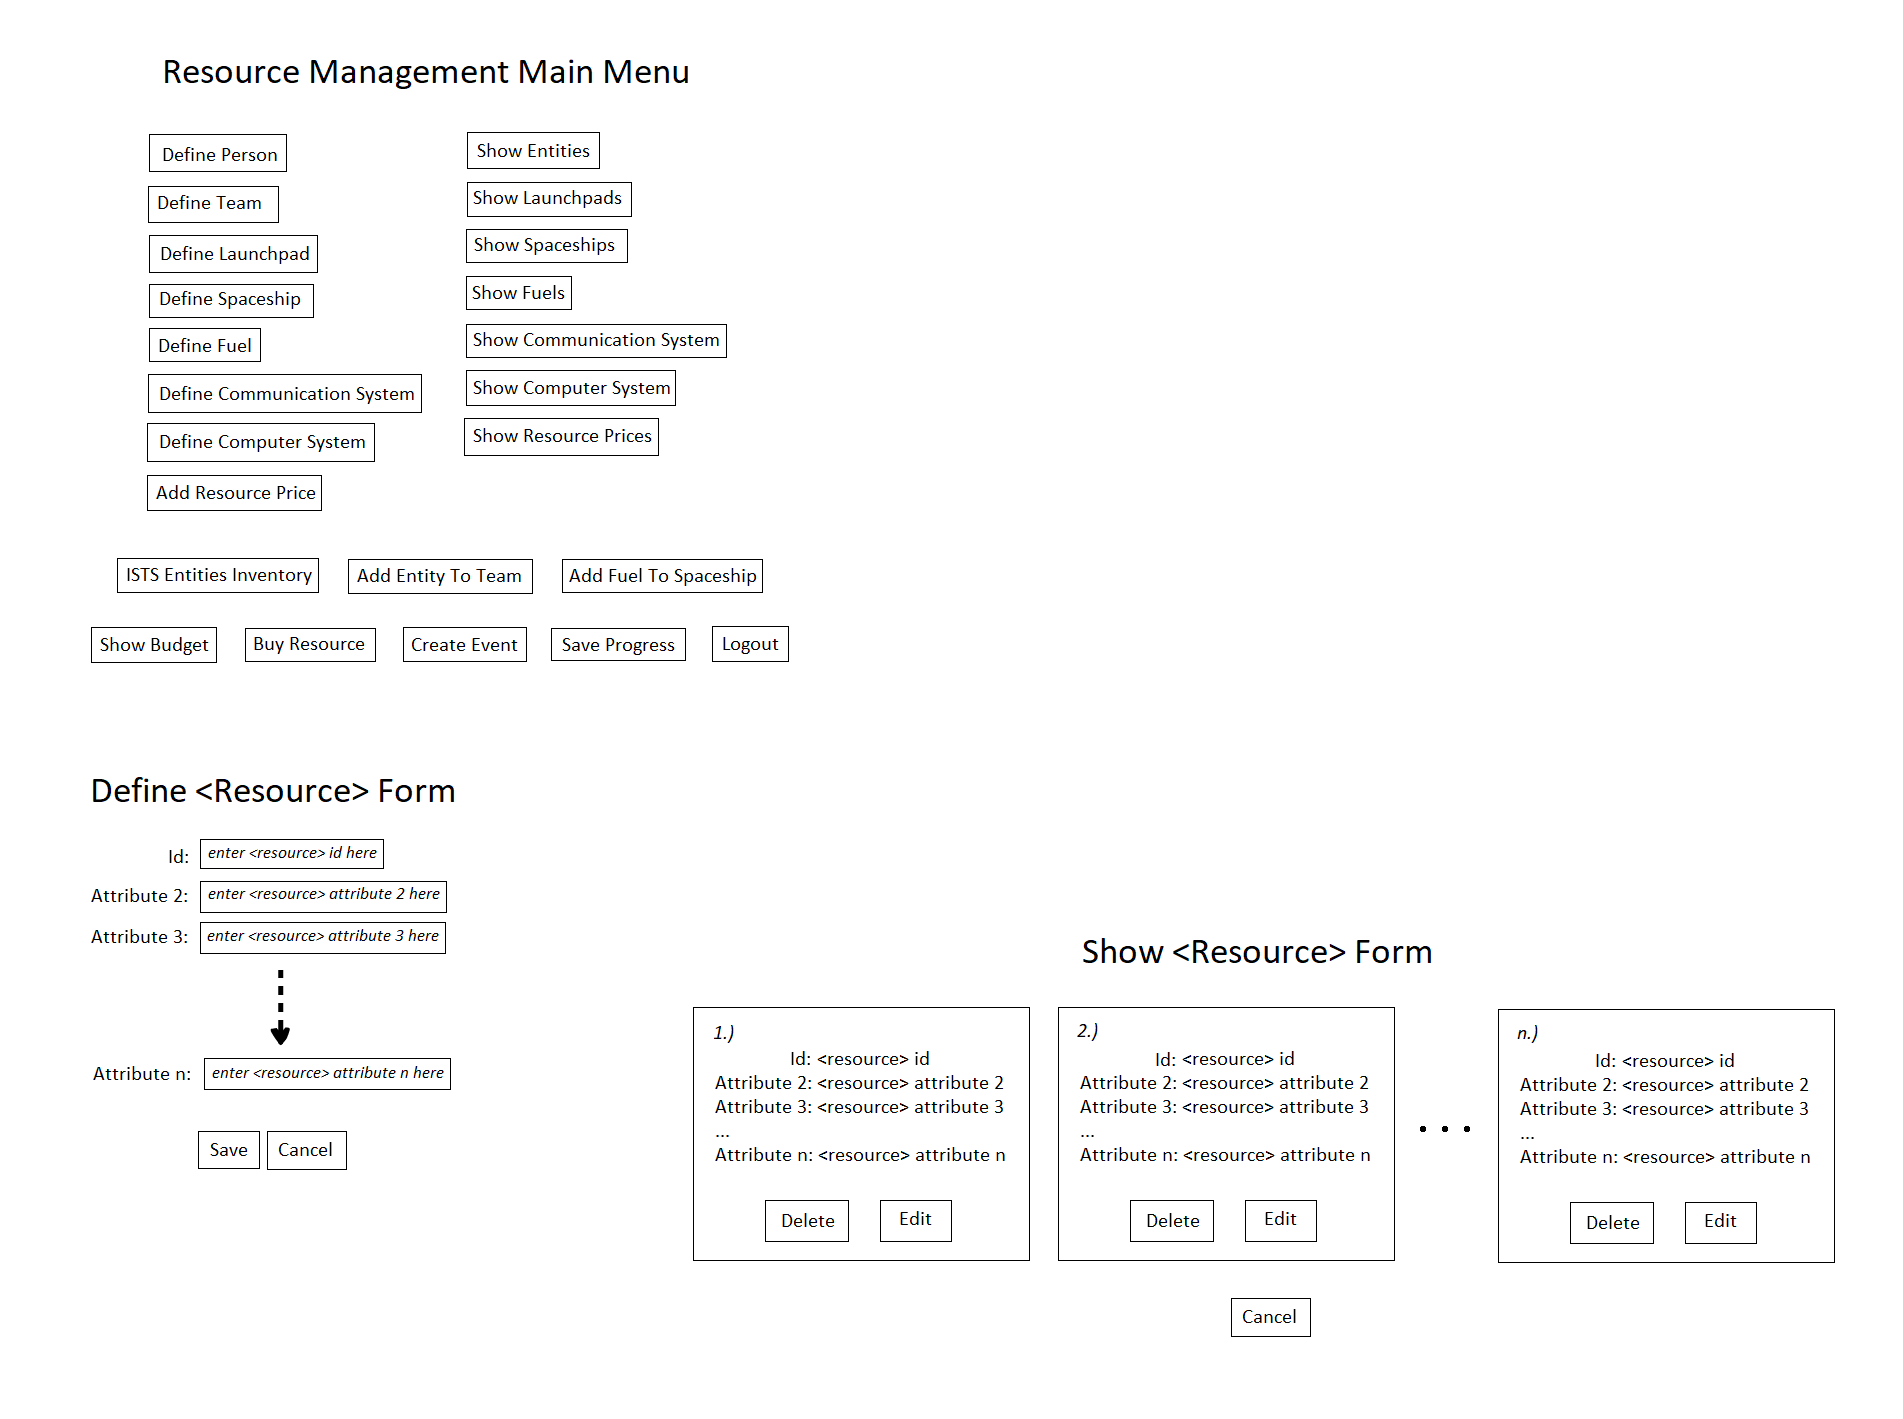 Resource Management Main Menu
Define Person
Define Team
Define Launchpad
Define Spaceship
Define Fuel
Define Communication System
Define Computer System
Add Resource Price
Show Entities
Show Launchpads
Show Spaceships
Show Fuels
Show Communication System
Show Computer System
Show Resource Prices
ISTS Entities Inventory
Add Entity To Team
Add Fuel To Spaceship
Show Budget
Buy Resource
Create Event
Save Progress
Logout
Define <Resource> Form
Id: enter <resource> id here
Attribute 2: enter <resource> attribute 2 here
Attribute 3: enter <resource> attribute 3 here
Attribute n: enter <resource> attribute n here
Save
Cancel
Show <Resource> Form
1.)
Id: <resource> id
Attribute 2: <resource> attribute 2
Attribute 3: <resource> attribute 3
...
Attribute n: <resource> attribute n
Delete
Edit
2.)
Id: <resource> id
Attribute 2: <resource> attribute 2
Attribute 3: <resource> attribute 3
...
Attribute n: <resource> attribute n
Delete
Edit
. . .
n.)
Id: <resource> id
Attribute 2: <resource> attribute 2
Attribute 3: <resource> attribute 3
...
Attribute n: <resource> attribute n
Delete
Edit
Cancel